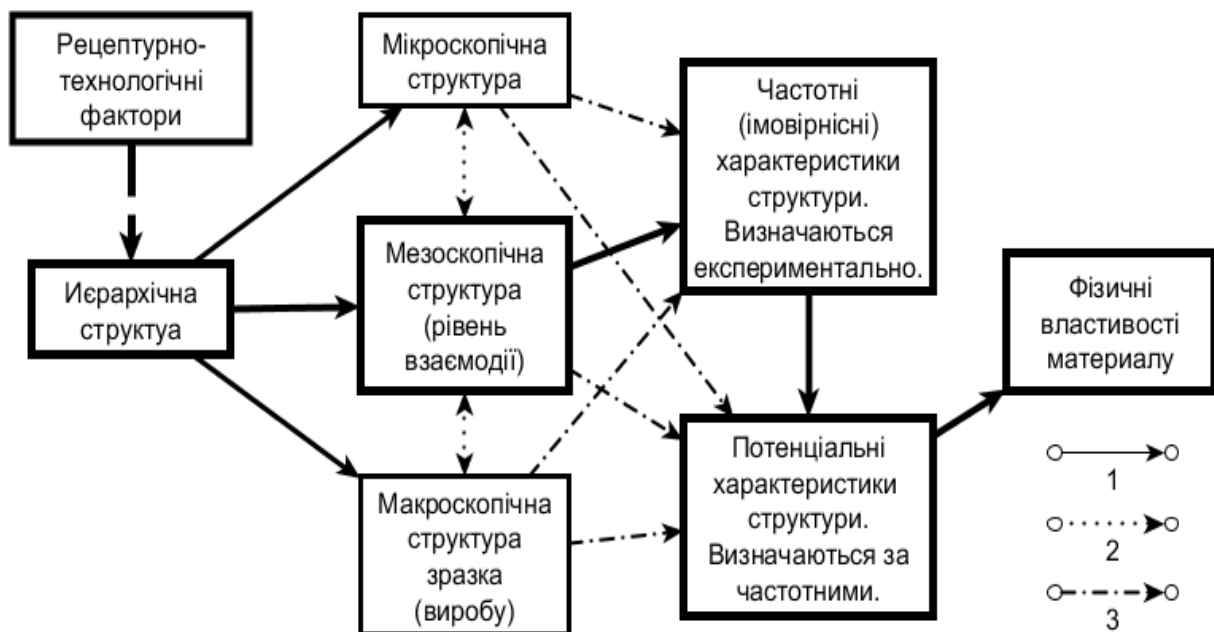 Рецептурно-
технологічні
фактори
Мікроскопічна
структура
Частотні
(імовірнісні)
характеристики
структури.
Визначаються
експериментально.
Иєрархічна
структуа
Мезоскопічна
структура
(рівень
взаємодії)
Фізичні
властивості
материалу
Макроскопічна
структура
зразка
(виробу)
Потенціальні
характеристики
структури.
Визначаються за
частотними.
1
2
3